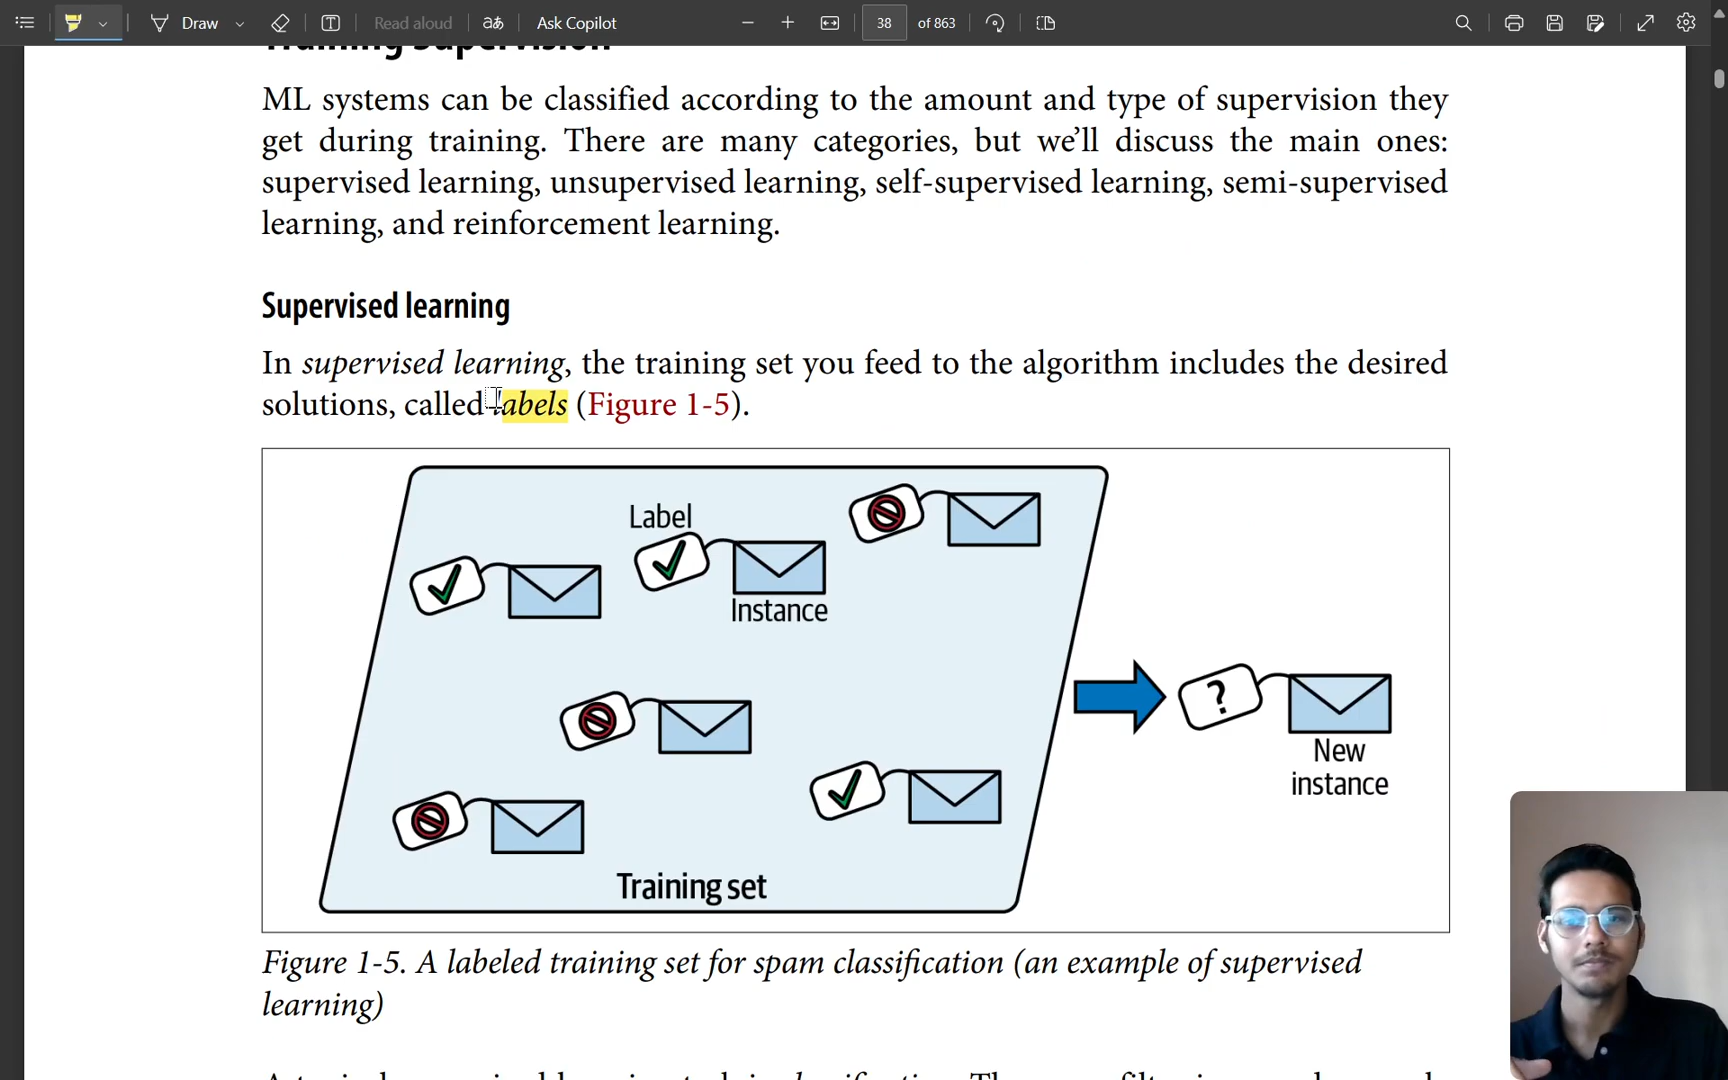 Draw
Read aloud
aあ
Ask Copilot
38
of 863
Training Supervision
ML systems can be classified according to the amount and type of supervision they
get during training. There are many categories, but we’ll discuss the main ones:
supervised learning, unsupervised learning, self-supervised learning, semi-supervised
learning, and reinforcement learning.
Supervised learning
In supervised learning, the training set you feed to the algorithm includes the desired
solutions, called labels (Figure 1-5).
Label
Instance
?
New
instance
Training set
Figure 1-5. A labeled training set for spam classification (an example of supervised
learning)